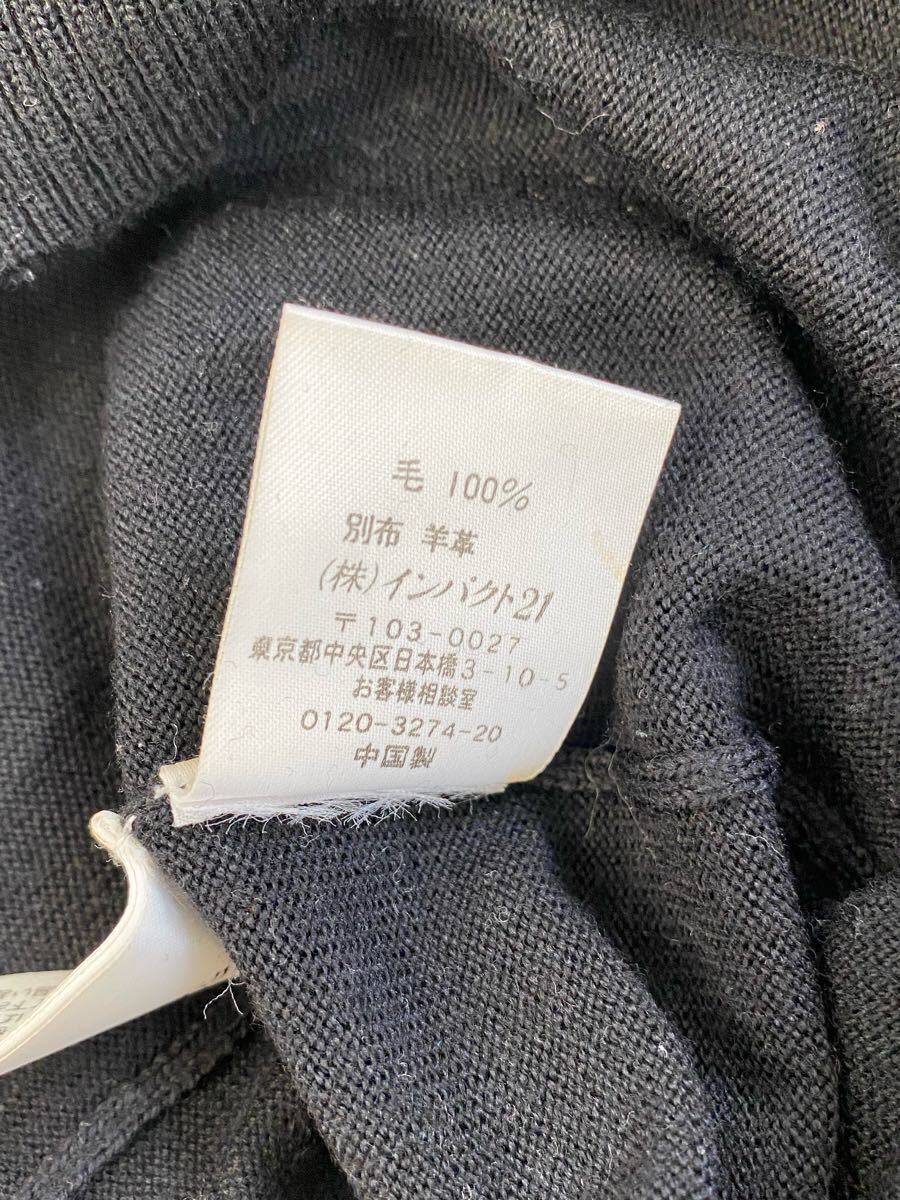 毛 100%
別布 羊革
(株)インパクト21
〒103-0027
東京都中央区日本橋3-10-5
お客様相談室
0120-3274-20
中国製